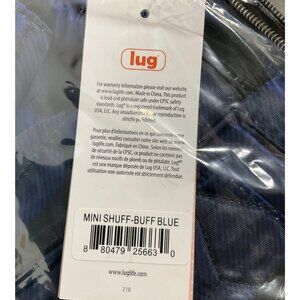 lug®
For warranty information please visit our website
at www.luglife.com. Made in China. This product
is lead and phthalate safe under CPSC safety
standards. Lug® is a registered trademark of Lug
USA, LLC. Any unauthorized use or reproduction is
strictly prohibited.
Pour plus d'informations en ce qui concerne la garantie,
veuillez consulter notre site web au www.
luglife.com. Fabriqué en Chine. Selon les normes
de sécurité de la CPSC, ce produit ne contient pas
de niveaux nocifs de plomb ou de phtalate. Lug®
est une marque déposée de Lug USA, LLC. Tout
utilisation non-autorisée est strictement défendue.
MINI SHUFF-BUFF BLUE
8 80479 25663 0
www.luglife.com
218